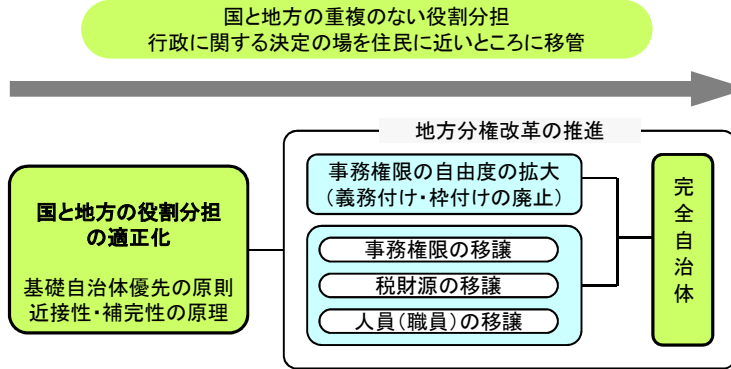 国と地方の重複のない役割分担
行政に関する決定の場を住民に近いところに移管
地方分権改革の推進
国と地方の役割分担
の適正化
基礎自治体優先の原則
近接性・補完性の原理
事務権限の自由度の拡大
(義務付け・枠付けの廃止)
事務権限の移譲
税財源の移譲
人員(職員)の移譲
完全自治体